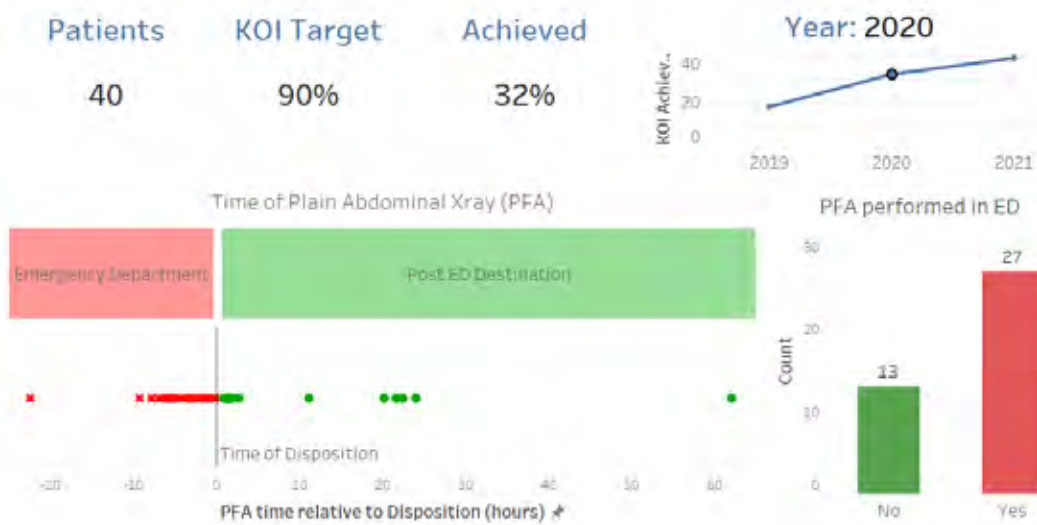 Patients KOI Target Achieved Year: 2020
40 90% 32%
KOI Achiev..
40
20
0
2019 2020 2021
Time of Plain Abdominal Xray (PFA)
PFA performed in ED
Emergency Department
Post ED Destination
Time of Disposition
-20 -10 0 10 20 30 40 50 60
PFA time relative to Disposition (hours)
Count
30
20
10
0
27
13
No Yes